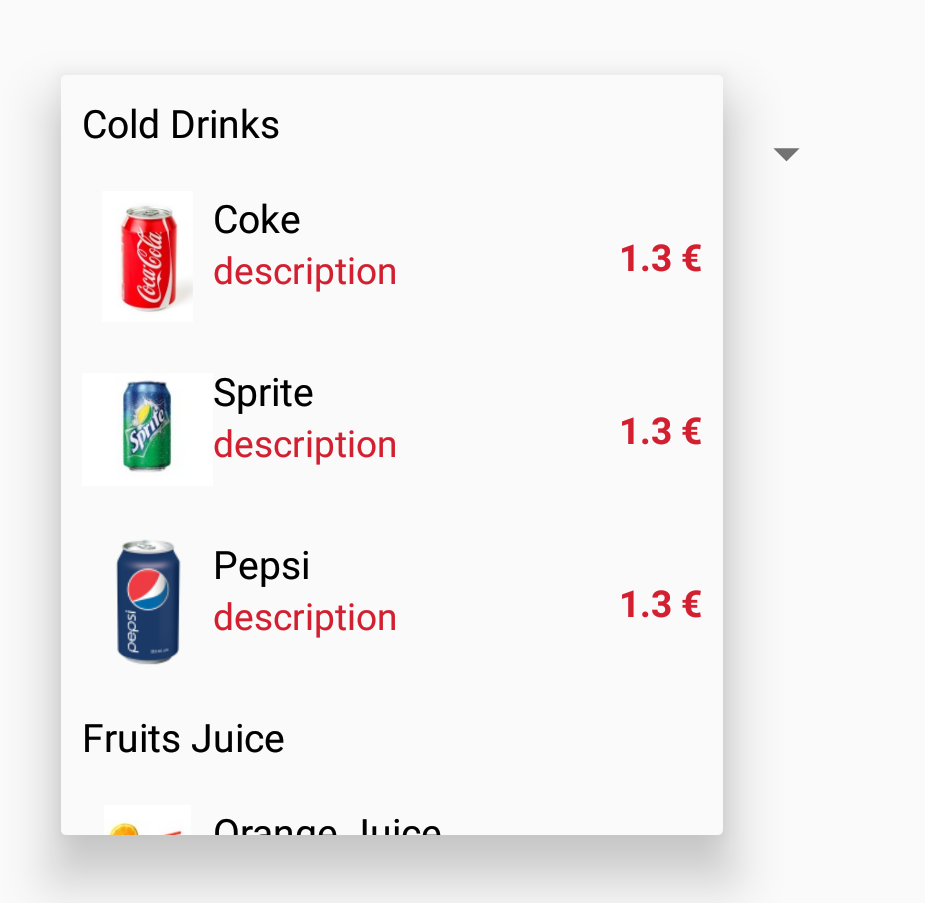 Cold Drinks
Coca-Cola
Coke
description
1.3 €
Sprite
Sprite
description
1.3 €
pepsi
Pepsi
description
1.3 €
Fruits Juice
Orange Juice